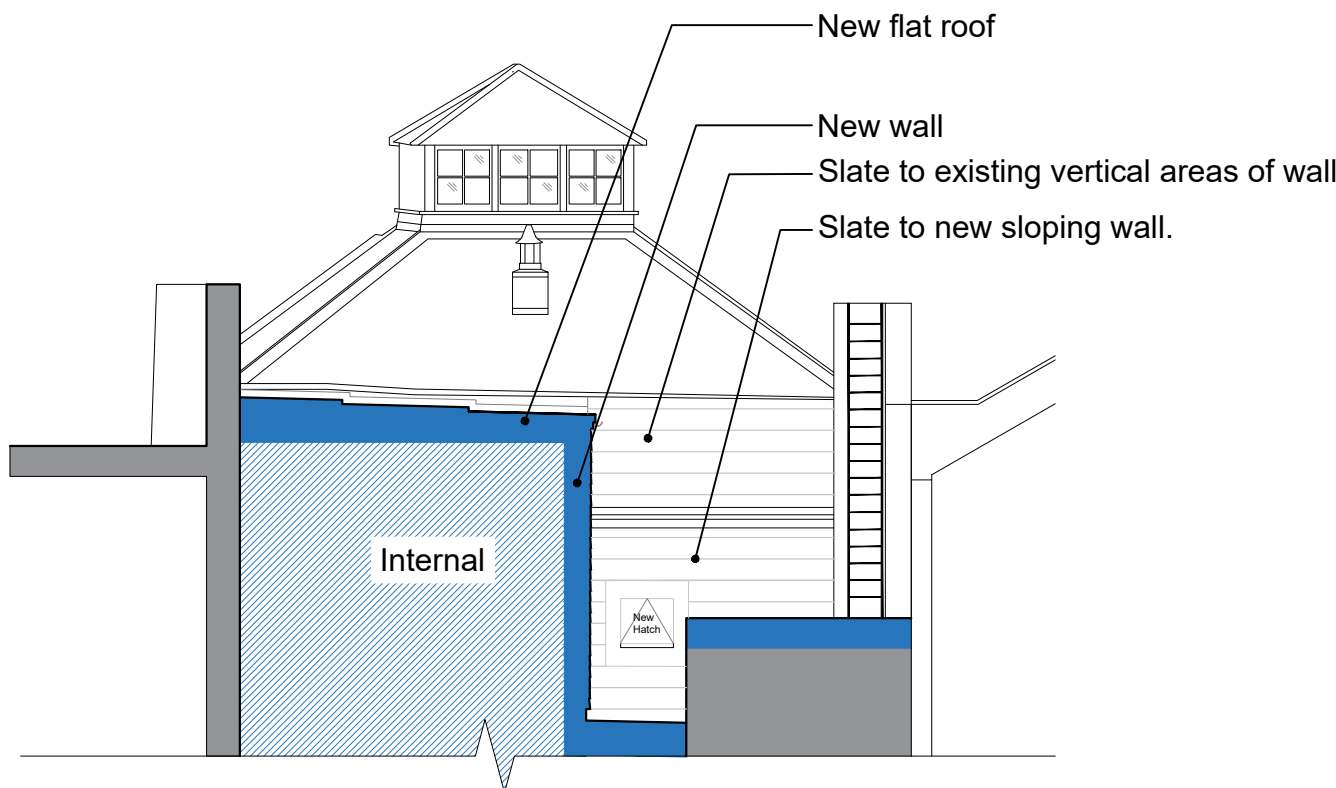 New flat roof
New wall
Slate to existing vertical areas of wall
Slate to new sloping wall.
Internal
New
Hatch